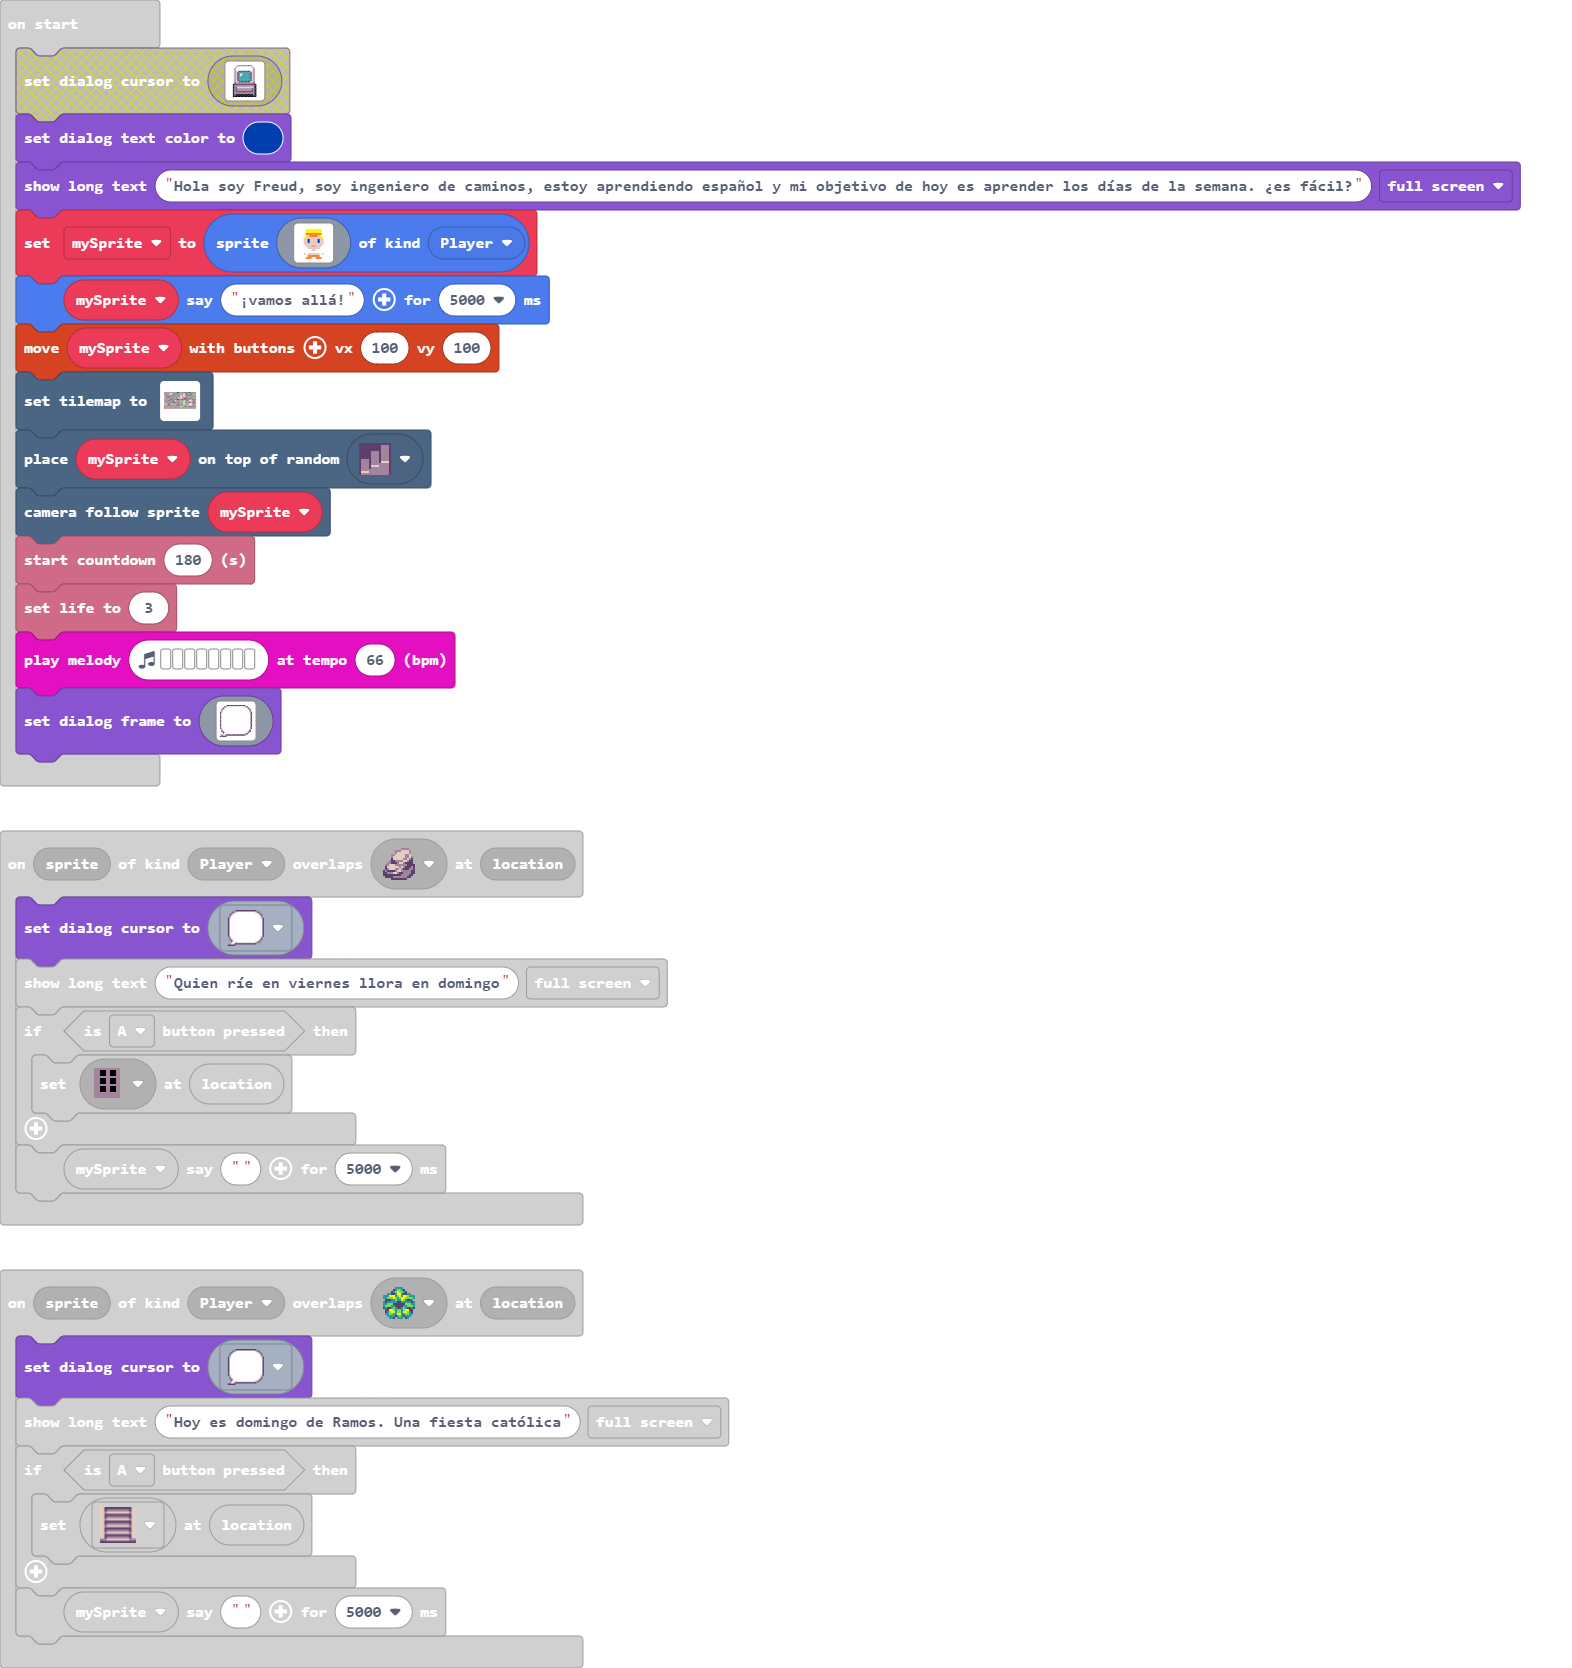 on start
set dialog cursor to
set dialog text color to
show long text "Hola soy Freud, soy ingeniero de caminos, estoy aprendiendo español y mi objetivo de hoy es aprender los días de la semana. ¿es fácil?" full screen
set mySprite to sprite of kind Player
mySprite say "¡vamos allá!" for 5000 ms
move mySprite with buttons vx 100 vy 100
set tilemap to
place mySprite on top of random
camera follow sprite mySprite
start countdown 180 (s)
set life to 3
play melody at tempo 66 (bpm)
set dialog frame to
on sprite of kind Player overlaps at location
set dialog cursor to
show long text "Quien ríe en viernes llora en domingo" full screen
if is A button pressed then
set at location
mySprite say " " for 5000 ms
on sprite of kind Player overlaps at location
set dialog cursor to
show long text "Hoy es domingo de Ramos. Una fiesta católica" full screen
if is A button pressed then
set at location
mySprite say " " for 5000 ms